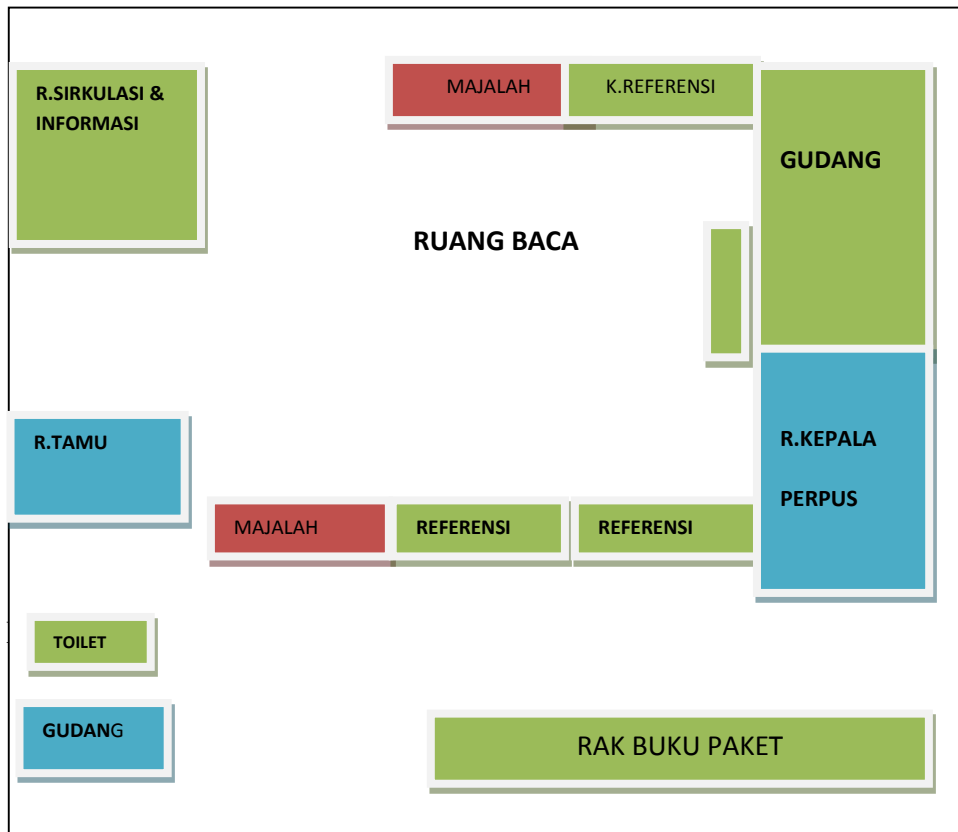 R.SIRKULASI &
INFORMASI
MAJALAH
K.REFERENSI
GUDANG
RUANG BACA
R.TAMU
R.KEPALA
PERPUS
MAJALAH
REFERENSI
REFERENSI
TOILET
GUDANG
RAK BUKU PAKET